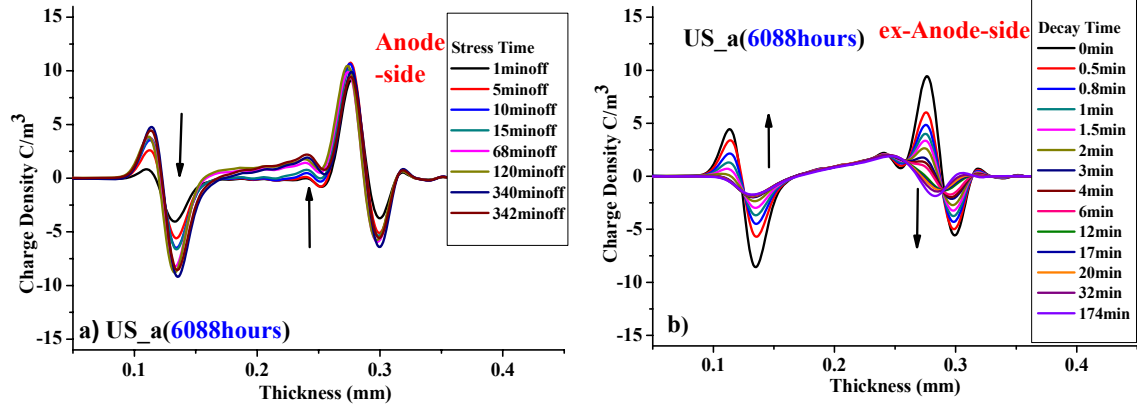 15
10
5
0
-5
-10
-15
Charge Density C/m³
0.1
0.2
0.3
0.4
Thickness (mm)
Anode
-side
Stress Time
1minoff
5minoff
10minoff
15minoff
68minoff
120minoff
340minoff
342minoff
a) US_a(6088hours)
15
10
5
0
-5
-10
-15
Charge Density C/m³
0.1
0.2
0.3
0.4
Thickness (mm)
US_a(6088hours)
ex-Anode-side
Decay Time
0min
0.5min
0.8min
1min
1.5min
2min
3min
4min
6min
12min
17min
20min
32min
174min
b)